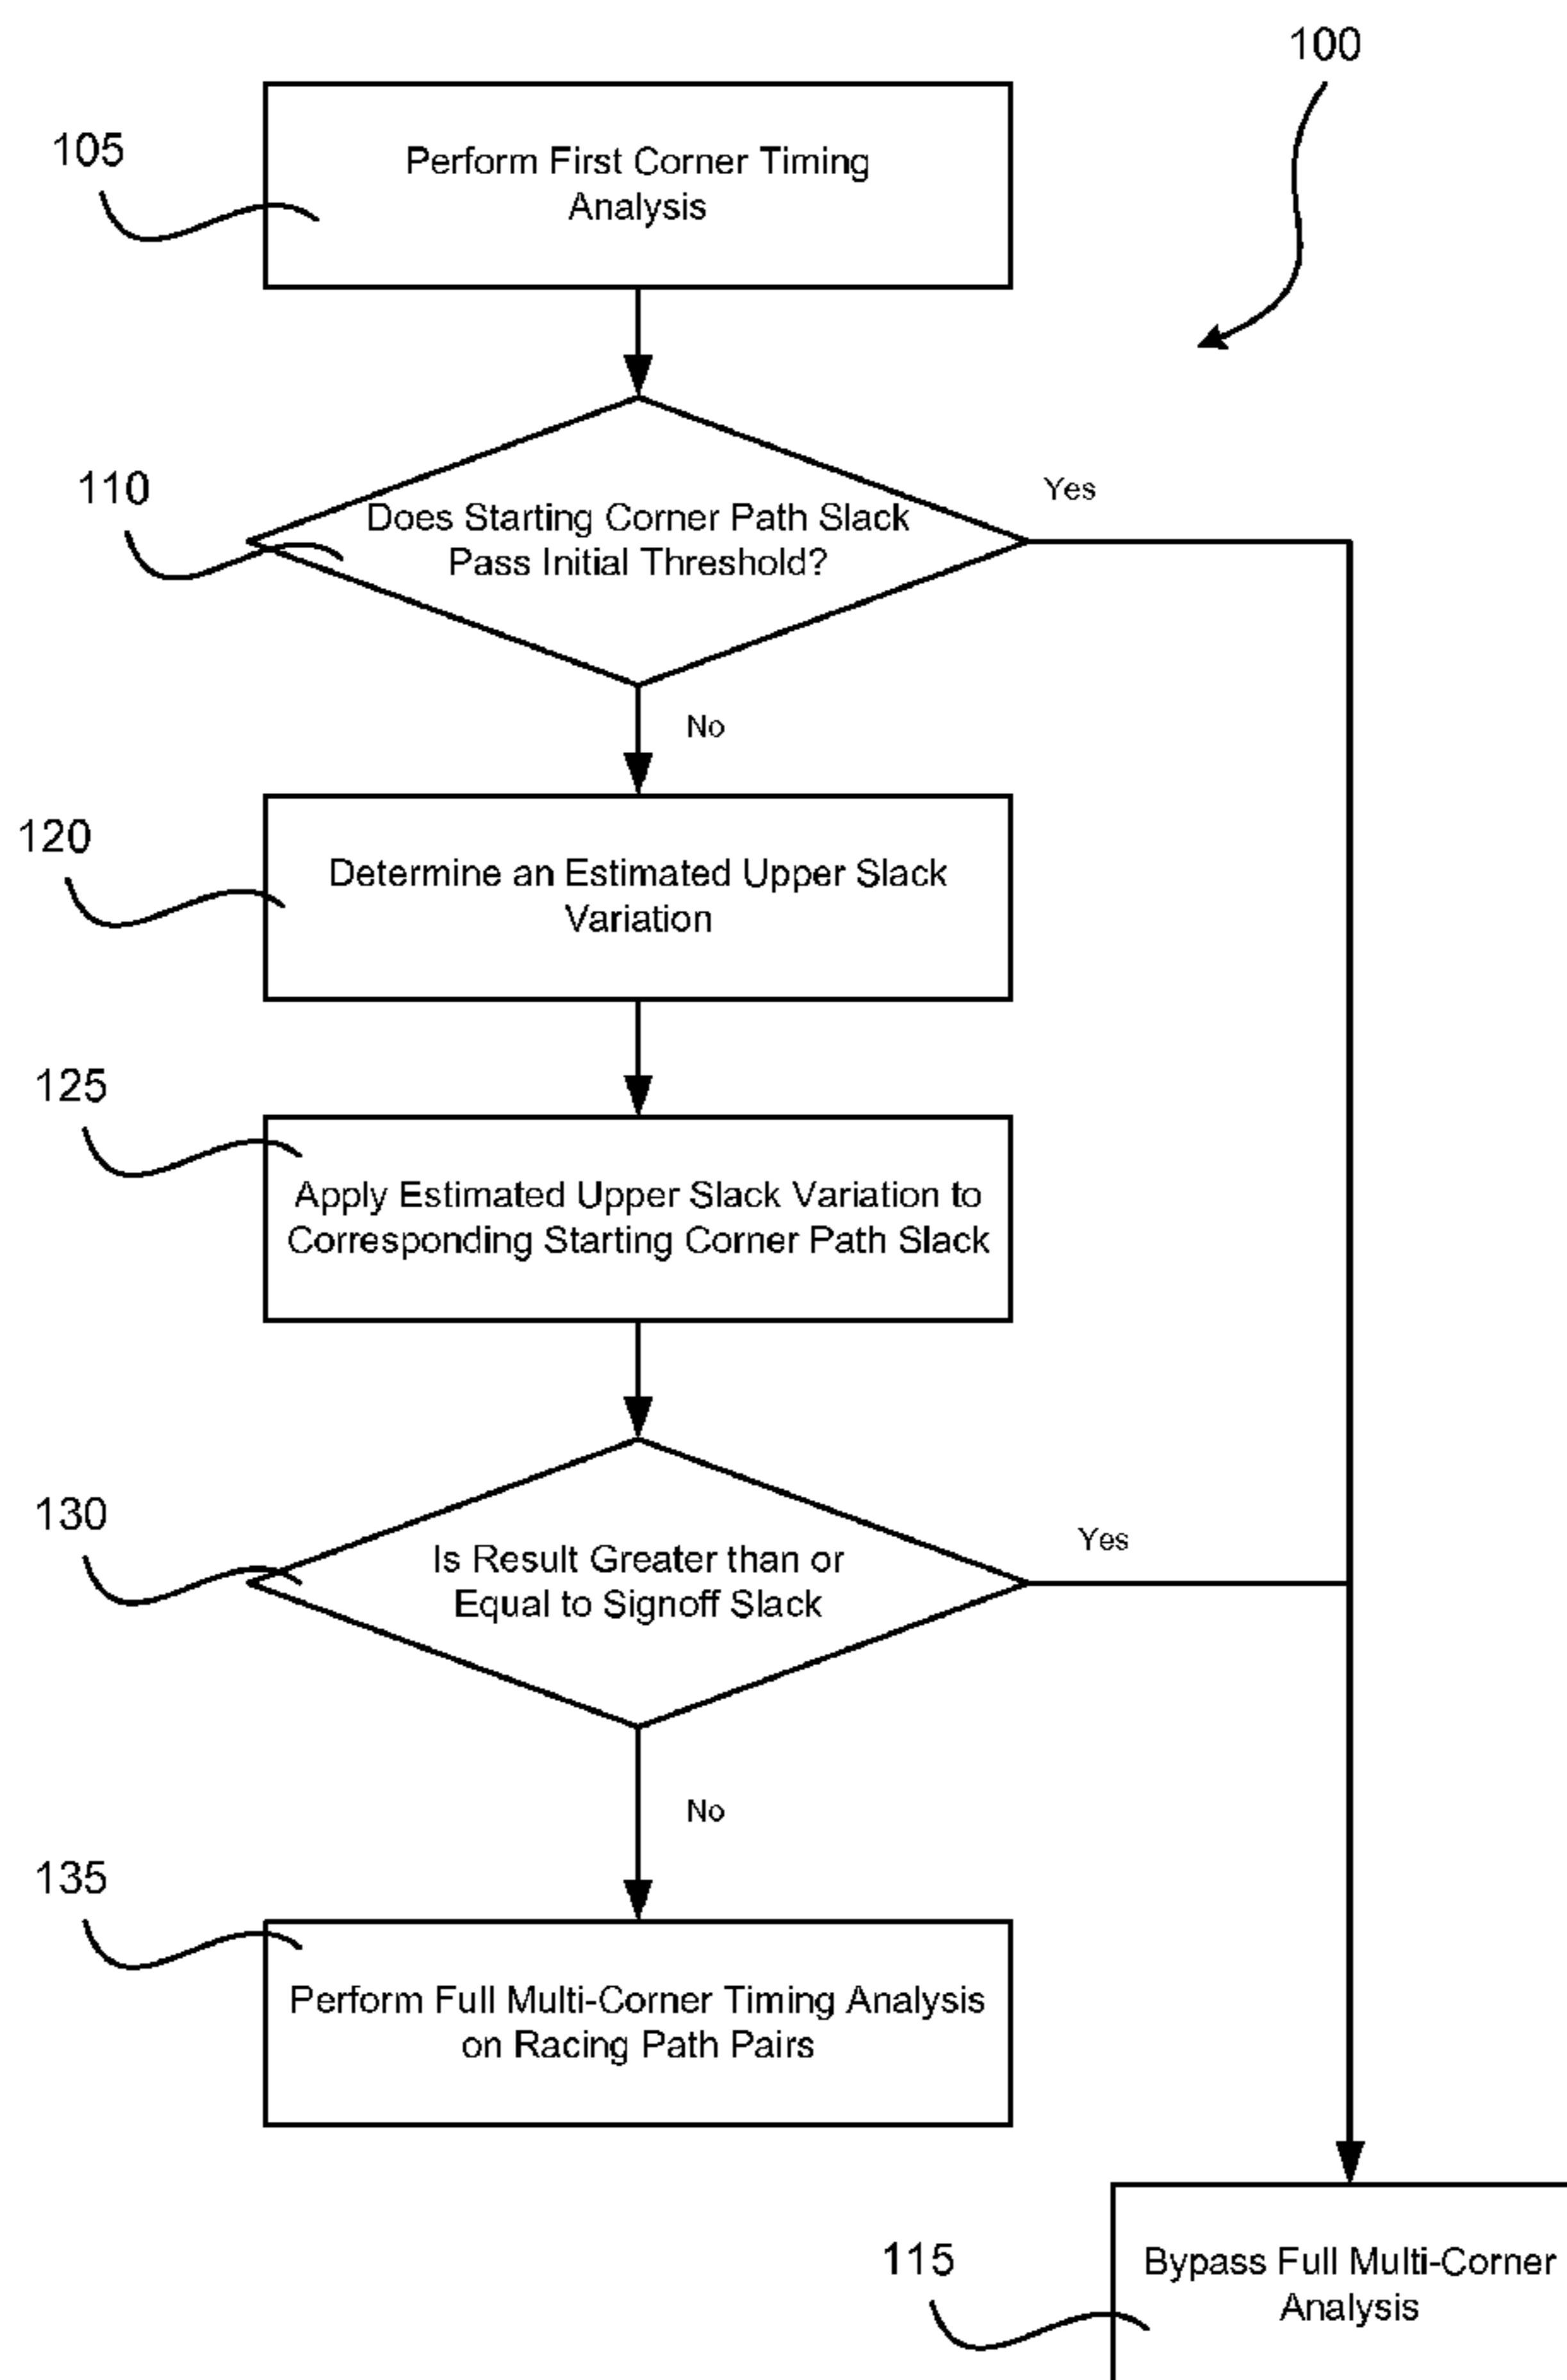 100
105
Perform First Corner Timing
Analysis
110
Does Starting Corner Path Slack
Pass Initial Threshold?
Yes
No
120
Determine an Estimated Upper Slack
Variation
125
Apply Estimated Upper Slack Variation to
Corresponding Starting Corner Path Slack
130
Is Result Greater than or
Equal to Signoff Slack
Yes
No
135
Perform Full Multi-Corner Timing Analysis
on Racing Path Pairs
115
Bypass Full Multi-Corner
Analysis